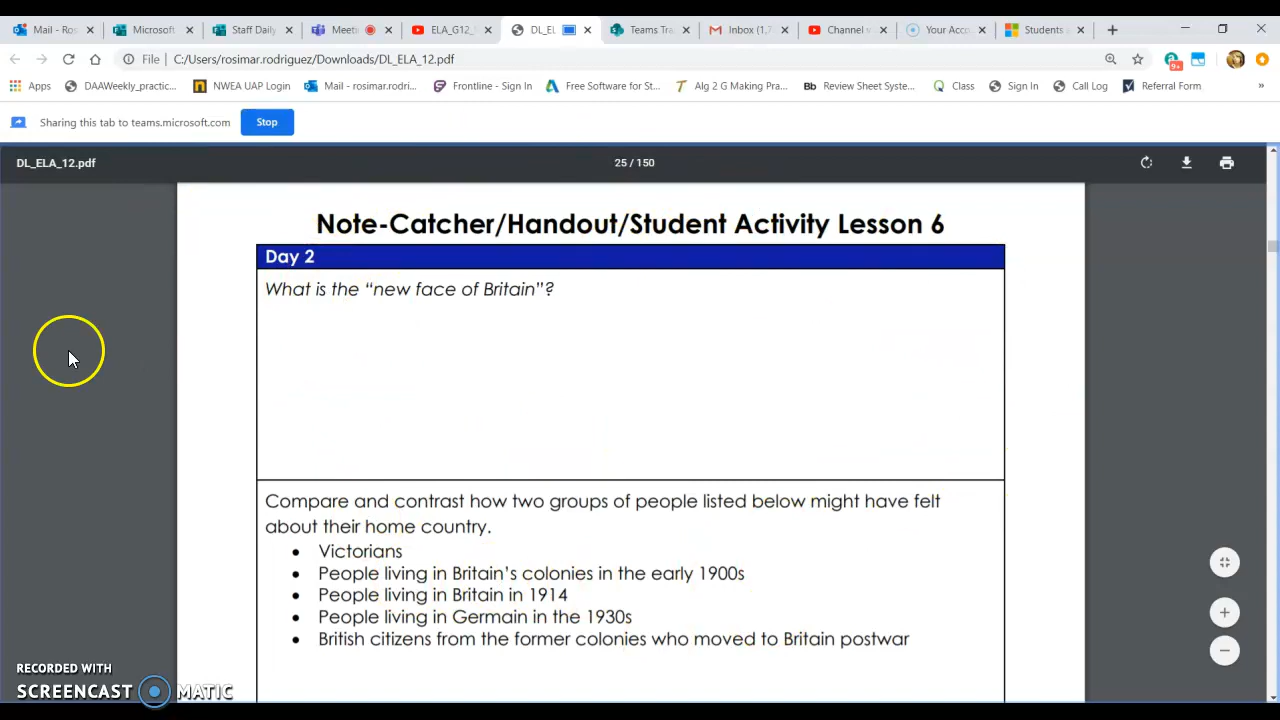 Mail - Ros
Microsoft
Staff Daily
Meeti
ELA_G12_
DL_EL
Teams Tra
Inbox (1,7
Channel v
Your Acco
Students a
File
C:/Users/rosimar.rodriguez/Downloads/DL_ELA_12.pdf
9+
Apps
DAAWeekly_practic...
NWEA UAP Login
Mail - rosimar.rodri...
Frontline - Sign In
Free Software for St...
Alg 2 G Making Pra...
Bb Review Sheet Syste...
Class
Sign In
Call Log
Referral Form
»
Sharing this tab to teams.microsoft.com
Stop
DL_ELA_12.pdf
25 / 150
Note-Catcher/Handout/Student Activity Lesson 6
Day 2
What is the “new face of Britain”?
Compare and contrast how two groups of people listed below might have felt
about their home country.
• Victorians
• People living in Britain’s colonies in the early 1900s
• People living in Britain in 1914
• People living in Germain in the 1930s
• British citizens from the former colonies who moved to Britain postwar
RECORDED WITH
SCREENCAST MATIC